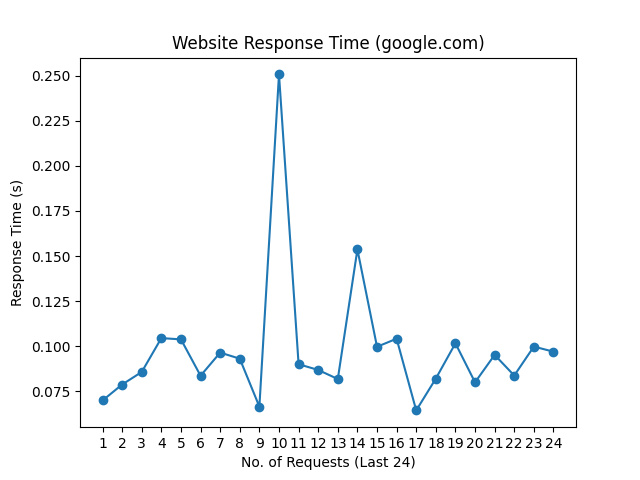 Website Response Time (google.com)
0.250
0.225
0.200
0.175
0.150
0.125
0.100
0.075
Response Time (s)
1 2 3 4 5 6 7 8 9 10 11 12 13 14 15 16 17 18 19 20 21 22 23 24
No. of Requests (Last 24)